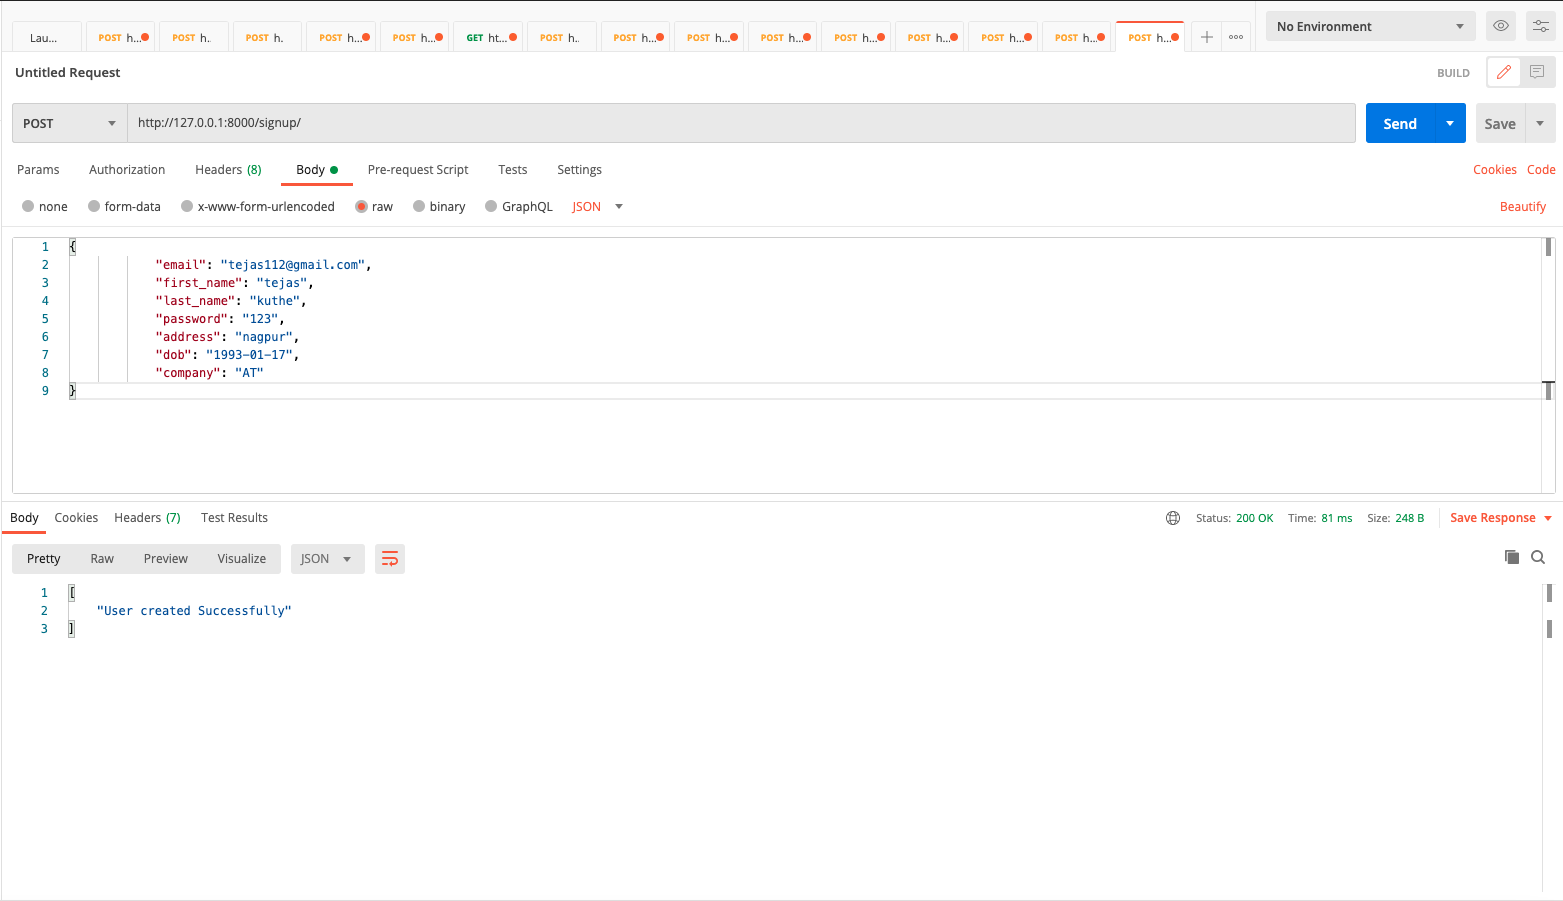 Lau... POST h... POST h. POST h. POST h... POST h... GET ht... POST h.. POST h... POST h... POST h... POST h... POST h... POST h... POST h... POST h... No Environment
Untitled Request BUILD
POST http://127.0.0.1:8000/signup/ Send Save
Params Authorization Headers (8) Body Pre-request Script Tests Settings Cookies Code
none form-data x-www-form-urlencoded raw binary GraphQL JSON Beautify
1 {
2 "email": "tejas112@gmail.com",
3 "first_name": "tejas",
4 "last_name": "kuthe",
5 "password": "123",
6 "address": "nagpur",
7 "dob": "1993-01-17",
8 "company": "AT"
9 }
Body Cookies Headers (7) Test Results Status: 200 OK Time: 81 ms Size: 248 B Save Response
Pretty Raw Preview Visualize JSON
1 [
2 "User created Successfully"
3 ]